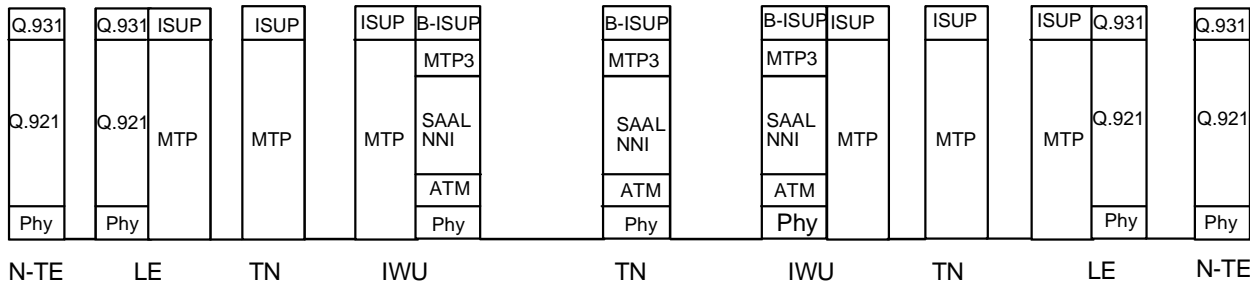 Q.931 Q.931 ISUP ISUP ISUP B-ISUP B-ISUP B-ISUP ISUP ISUP ISUP Q.931 Q.931
MTP3 MTP3 MTP3
Q.921 Q.921 MTP MTP MTP SAAL NNI SAAL NNI SAAL NNI MTP MTP MTP Q.921 Q.921
ATM ATM ATM
Phy Phy Phy Phy Phy Phy Phy
N-TE LE TN IWU TN IWU TN LE N-TE